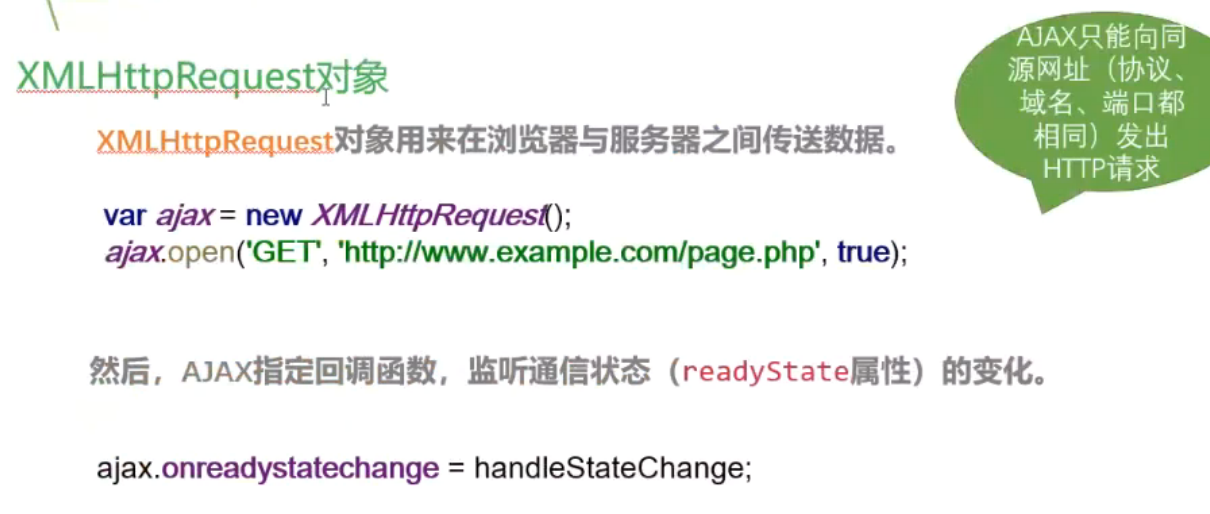 AJAX只能向同
源网址（协议、
域名、端口都
相同）发出
HTTP请求
XMLHttpRequest对象
XMLHttpRequest对象用来在浏览器与服务器之间传送数据。
var ajax = new XMLHttpRequest();
ajax.open('GET', 'http://www.example.com/page.php', true);
然后，AJAX指定回调函数，监听通信状态（readyState属性）的变化。
ajax.onreadystatechange = handleStateChange;